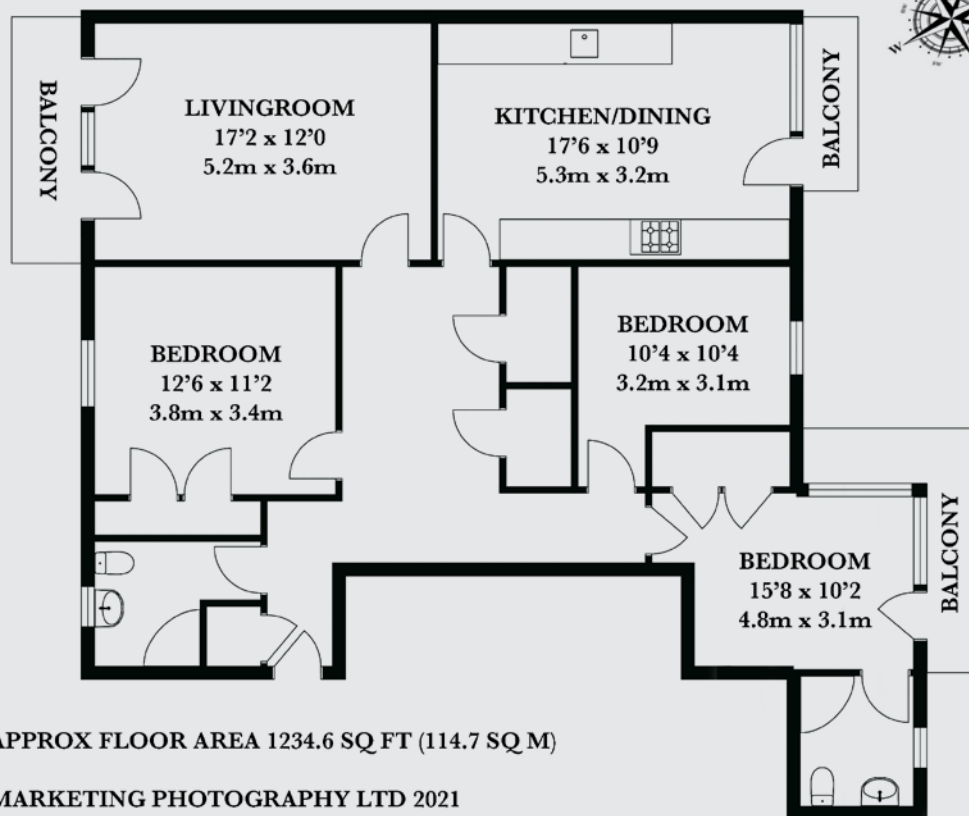 BALCONY
LIVINGROOM
17'2 x 12'0
5.2m x 3.6m
KITCHEN/DINING
17'6 x 10'9
5.3m x 3.2m
BALCONY
W
BEDROOM
12'6 x 11'2
3.8m x 3.4m
BEDROOM
10'4 x 10'4
3.2m x 3.1m
BEDROOM
15'8 x 10'2
4.8m x 3.1m
BALCONY
APPROX FLOOR AREA 1234.6 SQ FT (114.7 SQ M)
MARKETING PHOTOGRAPHY LTD 2021